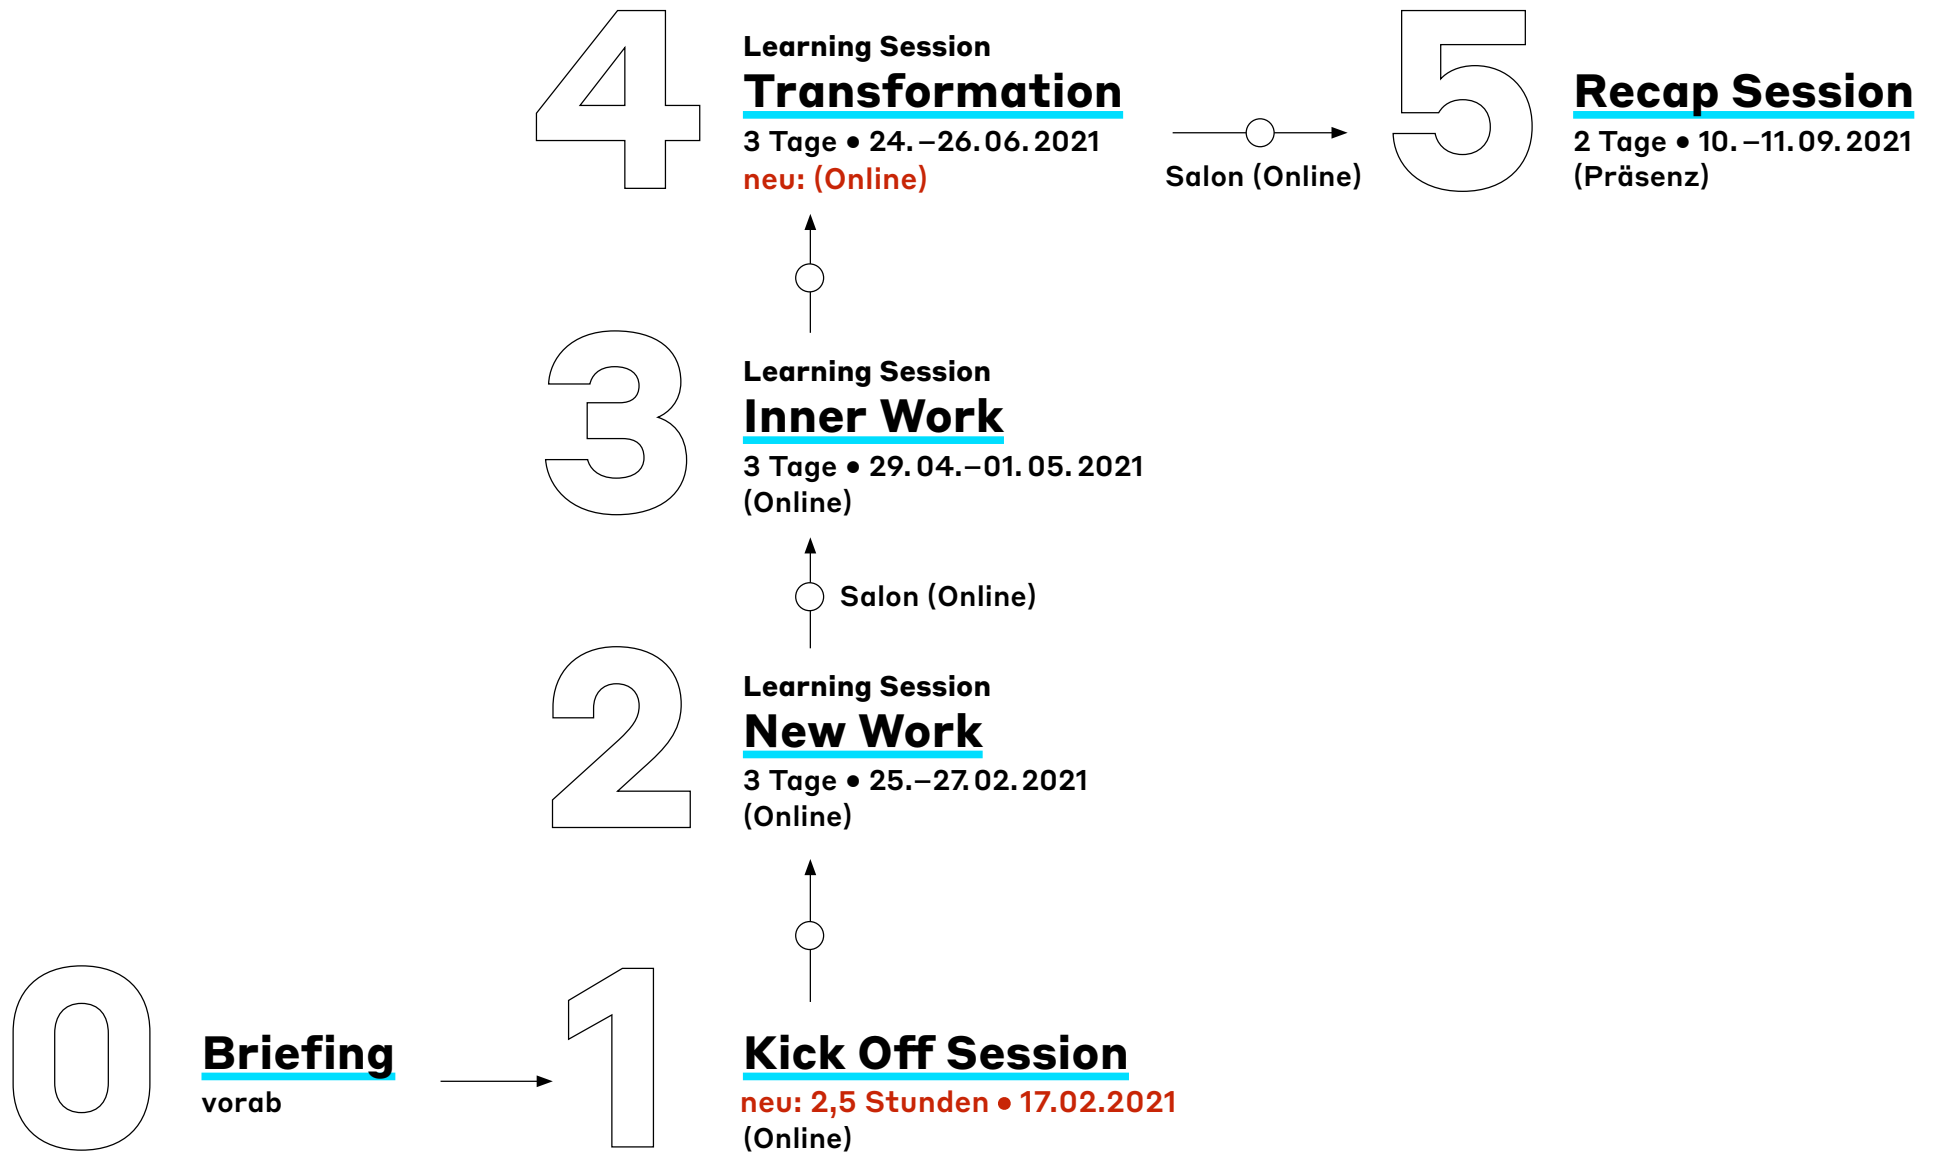 4
Learning Session
Transformation
3 Tage • 24.–26.06.2021
neu: (Online)
Salon (Online)
5
Recap Session
2 Tage • 10.–11.09.2021
(Präsenz)
3
Learning Session
Inner Work
3 Tage • 29.04.–01.05.2021
(Online)
Salon (Online)
2
Learning Session
New Work
3 Tage • 25.–27.02.2021
(Online)
0
Briefing
vorab
1
Kick Off Session
neu: 2,5 Stunden • 17.02.2021
(Online)